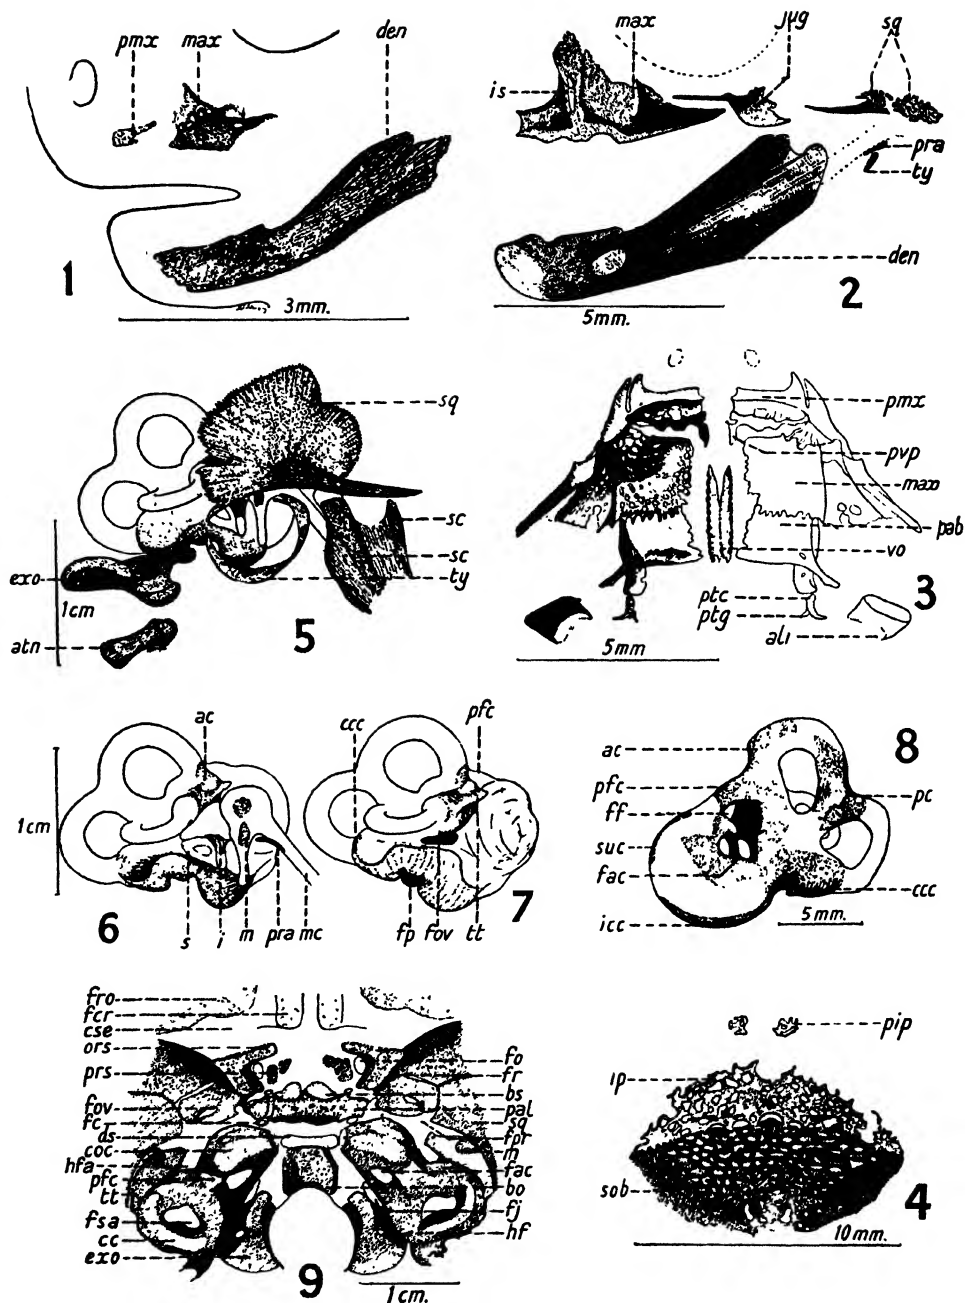 pmx max den
1
3mm.
max jug sq
is
pra
ty
den
2
5mm.
sq
sc
sc
ty
exo
1cm
atn
5
pmx
pvp
max
pab
vo
ptc
ptg
ali
3
5mm
ac
1cm
6
s i m pra mc
ccc pfc
7
fp fov tt
ac
pfc
ff
suc
fac
icc
8
pc
ccc
5mm.
fro
fcr
cse
ors
prs
fov
fc
ds
coc
hfa
pfc
tt
fsa
cc
exo
fo
fr
bs
pal
sq
fpr
m
fac
bo
fj
hf
9
1cm.
pip
ip
sob
4
10mm.